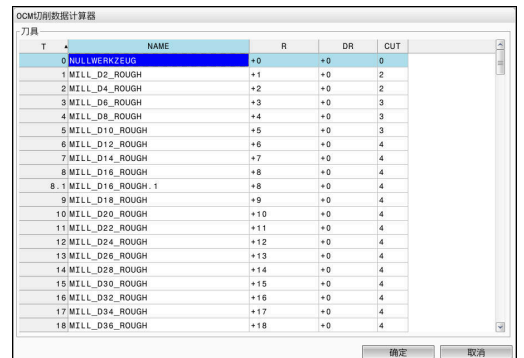 OCM切削数据计算器
刀具
T NAME R DR CUT
0 NULLWERKZEUG +0 +0 0
1 MILL_D2_ROUGH +1 +0 2
2 MILL_D4_ROUGH +2 +0 2
3 MILL_D6_ROUGH +3 +0 3
4 MILL_D8_ROUGH +4 +0 3
5 MILL_D10_ROUGH +5 +0 3
6 MILL_D12_ROUGH +6 +0 4
7 MILL_D14_ROUGH +7 +0 4
8 MILL_D16_ROUGH +8 +0 4
8.1 MILL_D16_ROUGH.1 +8 +0 4
9 MILL_D18_ROUGH +9 +0 4
10 MILL_D20_ROUGH +10 +0 4
11 MILL_D22_ROUGH +11 +0 4
12 MILL_D24_ROUGH +12 +0 4
13 MILL_D26_ROUGH +13 +0 4
14 MILL_D28_ROUGH +14 +0 4
15 MILL_D30_ROUGH +15 +0 4
16 MILL_D32_ROUGH +16 +0 4
17 MILL_D34_ROUGH +17 +0 4
18 MILL_D36_ROUGH +18 +0 4
确定 取消